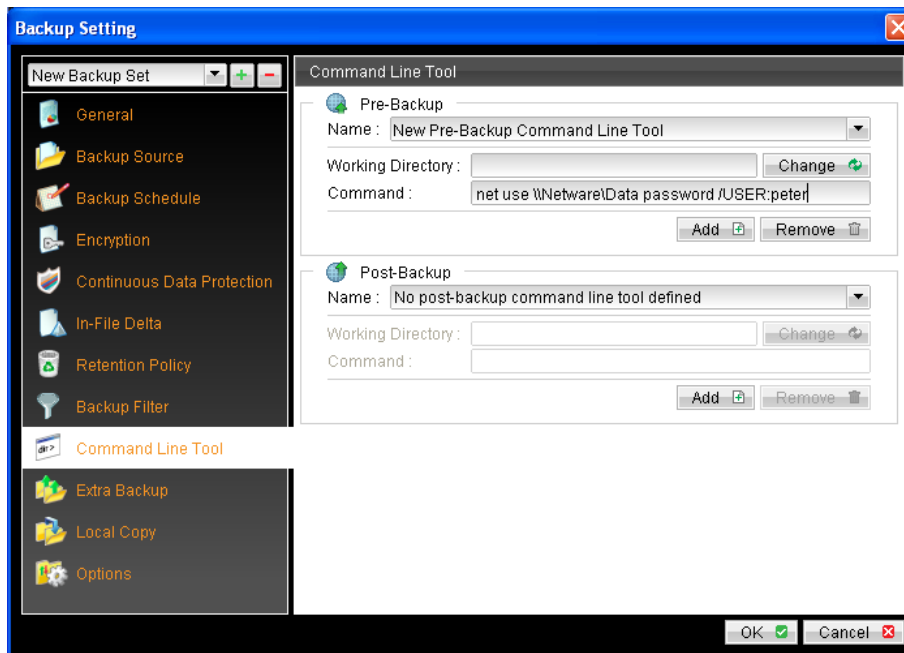 Backup Setting
New Backup Set
General
Backup Source
Backup Schedule
Encryption
Continuous Data Protection
In-File Delta
Retention Policy
Backup Filter
dir>
Command Line Tool
Extra Backup
Local Copy
Options
Command Line Tool
Pre-Backup
Name : New Pre-Backup Command Line Tool
Working Directory : Change
Command : net use \\Netware\Data password /USER:peter
Add Remove
Post-Backup
Name : No post-backup command line tool defined
Working Directory : Change
Command :
Add Remove
OK Cancel